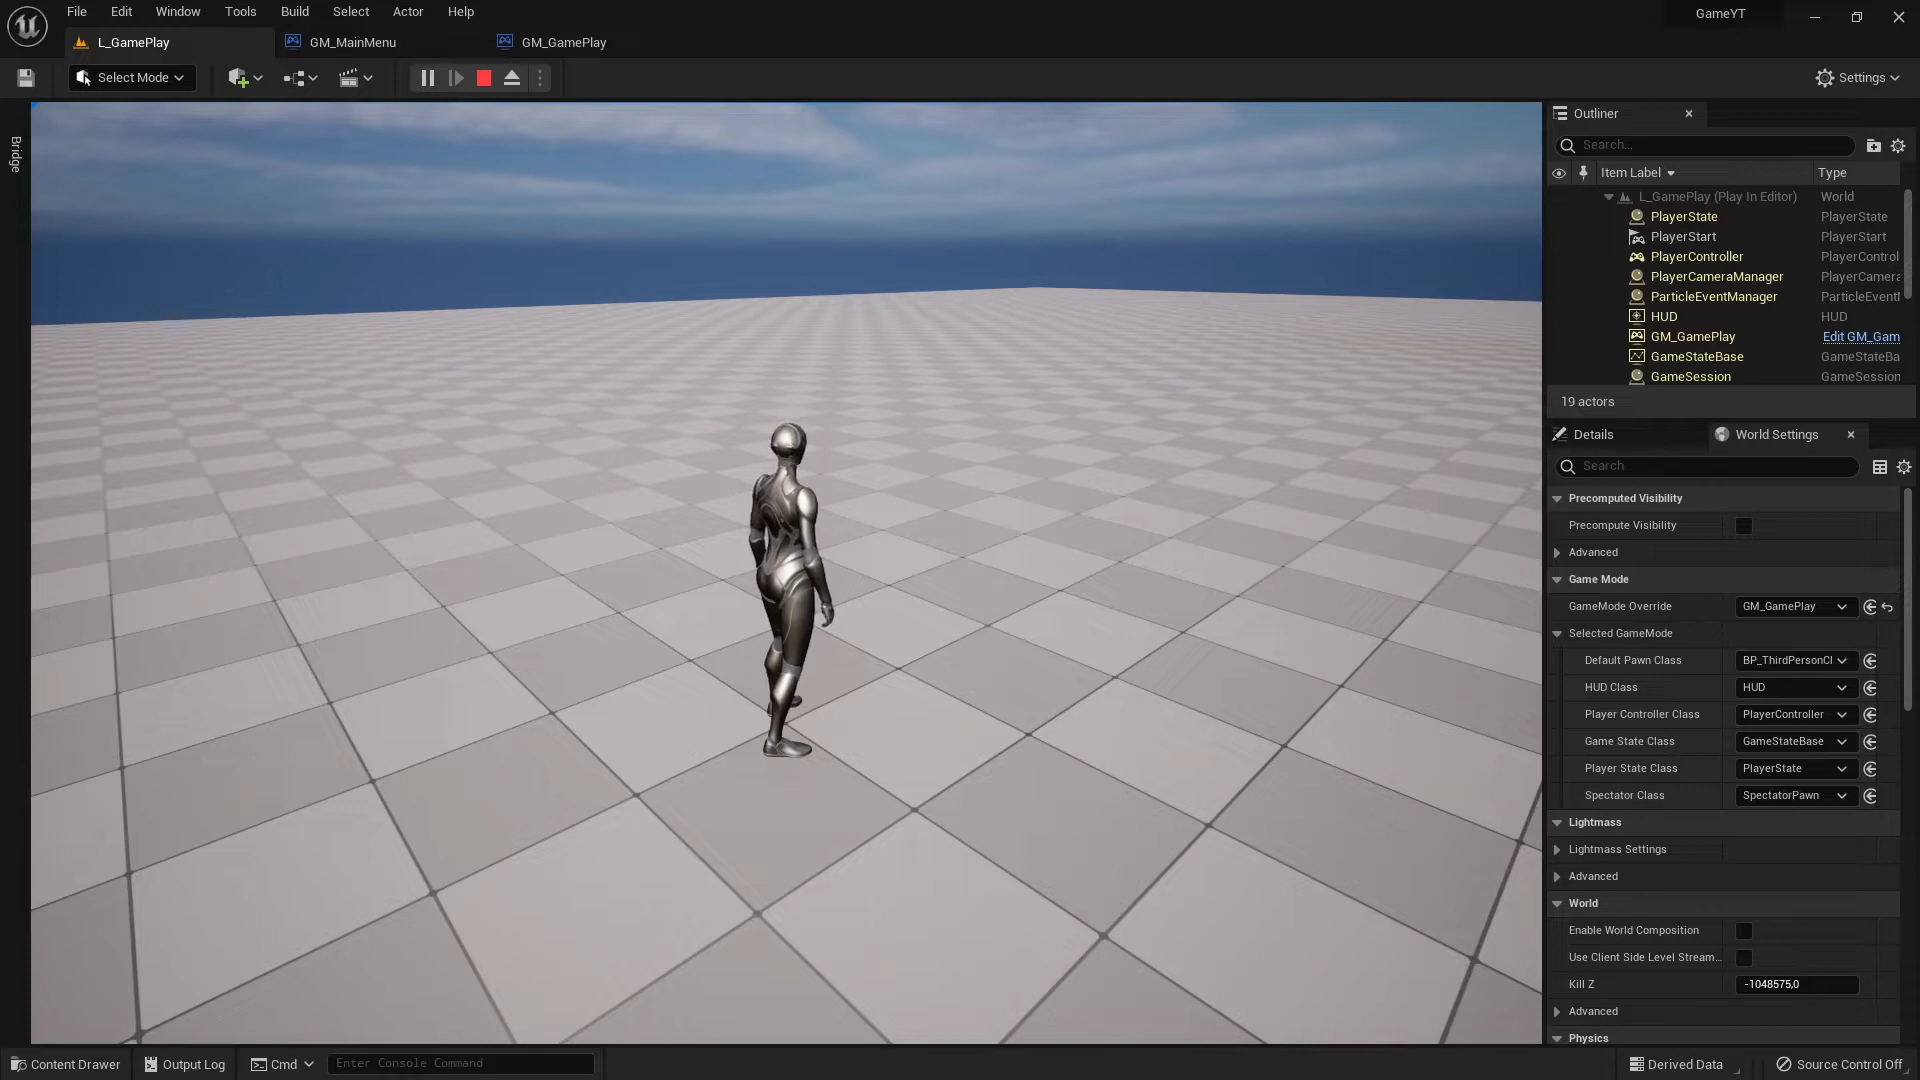 File Edit Window Tools Build Select Actor Help
GameYT
L_GamePlay GM_MainMenu GM_GamePlay
Select Mode
Settings
Bridge
Outliner
Search...
Item Label Type
L_GamePlay (Play In Editor) World
PlayerState PlayerState
PlayerStart PlayerStart
PlayerController PlayerControl
PlayerCameraManager PlayerCamera
ParticleEventManager ParticleEvent
HUD HUD
GM_GamePlay Edit GM_Gam
GameStateBase GameStateBa
GameSession GameSession
19 actors
Details World Settings
Search
Precomputed Visibility
Precompute Visibility
Advanced
Game Mode
GameMode Override GM_GamePlay
Selected GameMode
Default Pawn Class BP_ThirdPersonCl
HUD Class HUD
Player Controller Class PlayerController
Game State Class GameStateBase
Player State Class PlayerState
Spectator Class SpectatorPawn
Lightmass
Lightmass Settings
Advanced
World
Enable World Composition
Use Client Side Level Stream...
Kill Z -1048575,0
Advanced
Physics
Content Drawer Output Log Cmd Enter Console Command
Derived Data Source Control Off